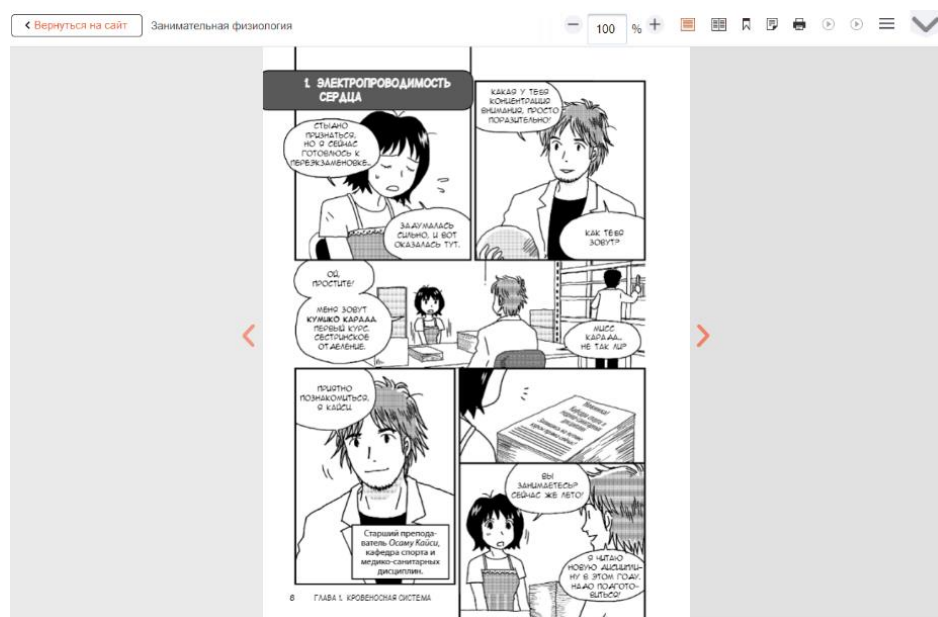 Вернуться на сайт
Занимательная физиология
100
%
1. ЭЛЕКТРОПРОВОДИМОСТЬ
СЕРДЦА
СТЫДНО
ПРИЗНАТЬСЯ,
НО Я СЕЙЧАС
ГОТОВЛЮСЬ К
ПЕРЕЭКЗАМЕНОВКЕ...
ЗАДУМАЛАСЬ
СИЛЬНО, И ВОТ
ОКАЗАЛАСЬ ТУТ.
КАКАЯ У ТЕБЯ
КОНЦЕНТРАЦИЯ
ВНИМАНИЯ, ПРОСТО
ПОРАЗИТЕЛЬНО!
КАК ТЕБЯ
ЗОВУТ?
ОЙ,
ПРОСТИТЕ!
МЕНЯ ЗОВУТ
КУМИКО КАРАДА.
ПЕРВЫЙ КУРС.
СЕСТРИНСКОЕ
ОТДЕЛЕНИЕ.
МИСС
КАРАДА...
НЕ ТАК ЛИ?
ПРИЯТНО
ПОЗНАКОМИТЬСЯ.
Я КАЙСИ.
Старший препода-
ватель Осаму Кайси,
кафедра спорта и
медико-санитарных
дисциплин.
ВЫ
ЗАНИМАЕТЕСЬ?
СЕЙЧАС ЖЕ ЛЕТО!
Я ЧИТАЮ
НОВУЮ ДИСЦИПЛИ-
НУ В ЭТОМ ГОДУ.
НАДО ПОДГОТО-
ВИТЬСЯ!
6 ГЛАВА 1. КРОВЕНОСНАЯ СИСТЕМА